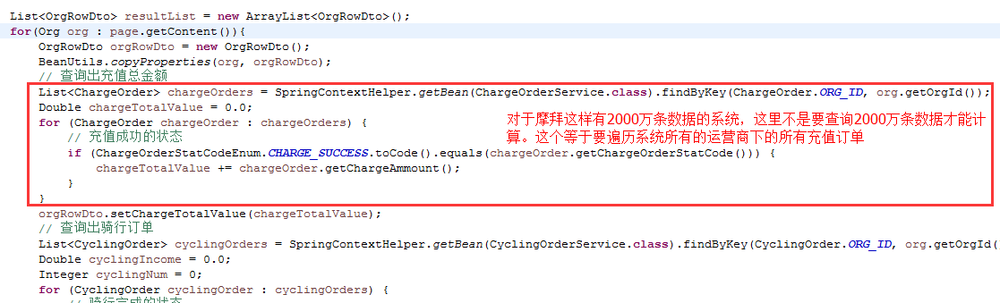 List<OrgRowDto> resultList = new ArrayList<OrgRowDto>();
for(Org org : page.getContent()){
OrgRowDto orgRowDto = new OrgRowDto();
BeanUtils.copyProperties(org, orgRowDto);
// 查询出充值总金额
List<ChargeOrder> chargeOrders = SpringContextHelper.getBean(ChargeOrderService.class).findByKey(ChargeOrder.ORG_ID, org.getOrgId());
Double chargeTotalValue = 0.0;
for (ChargeOrder chargeOrder : chargeOrders) {
// 充值成功的状态
if (ChargeOrderStatCodeEnum.CHARGE_SUCCESS.toCode().equals(chargeOrder.getChargeOrderStatCode())) {
chargeTotalValue += chargeOrder.getChargeAmmount();
}
}
对于摩拜这样有2000万条数据的系统，这里不是要查询2000万条数据才能计
算。这个等于要遍历系统所有的运营商下的所有充值订单
orgRowDto.setChargeTotalValue(chargeTotalValue);
// 查询出骑行订单
List<CyclingOrder> cyclingOrders = SpringContextHelper.getBean(CyclingOrderService.class).findByKey(CyclingOrder.ORG_ID, org.getOrgId()
Double cyclingIncome = 0.0;
Integer cyclingNum = 0;
for (CyclingOrder cyclingOrder : cyclingOrders) {
// 骑行完成的状态